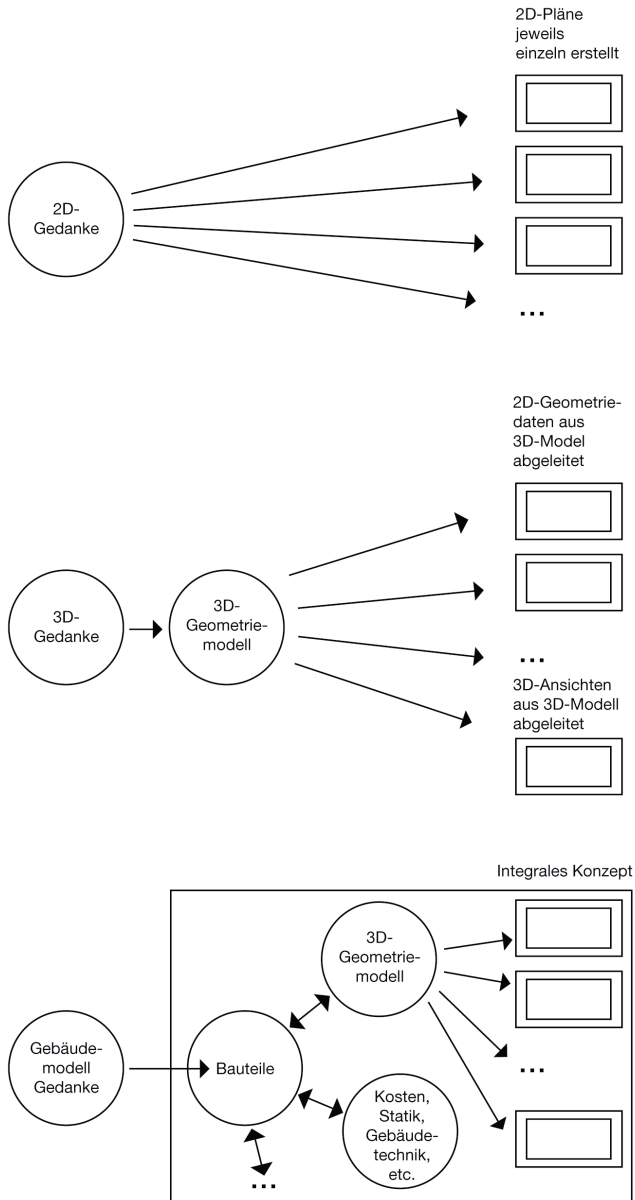 2D-Pläne
jeweils
einzeln erstellt
2D-
Gedanke
...
2D-Geometrie-
daten aus
3D-Model
abgeleitet
3D-
Gedanke
3D-
Geometrie-
modell
...
3D-Ansichten
aus 3D-Modell
abgeleitet
Integrales Konzept
3D-
Geometrie-
modell
Gebäude-
modell
Gedanke
Bauteile
...
Kosten,
Statik,
Gebäude-
technik,
etc.
...